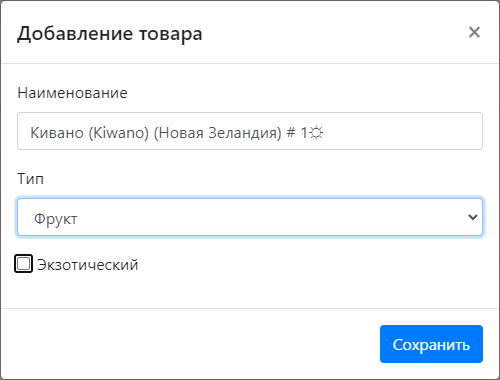 Добавление товара ×
Наименование
Кивано (Kiwano) (Новая Зеландия) # 1☼
Тип
Фрукт
Экзотический
Сохранить